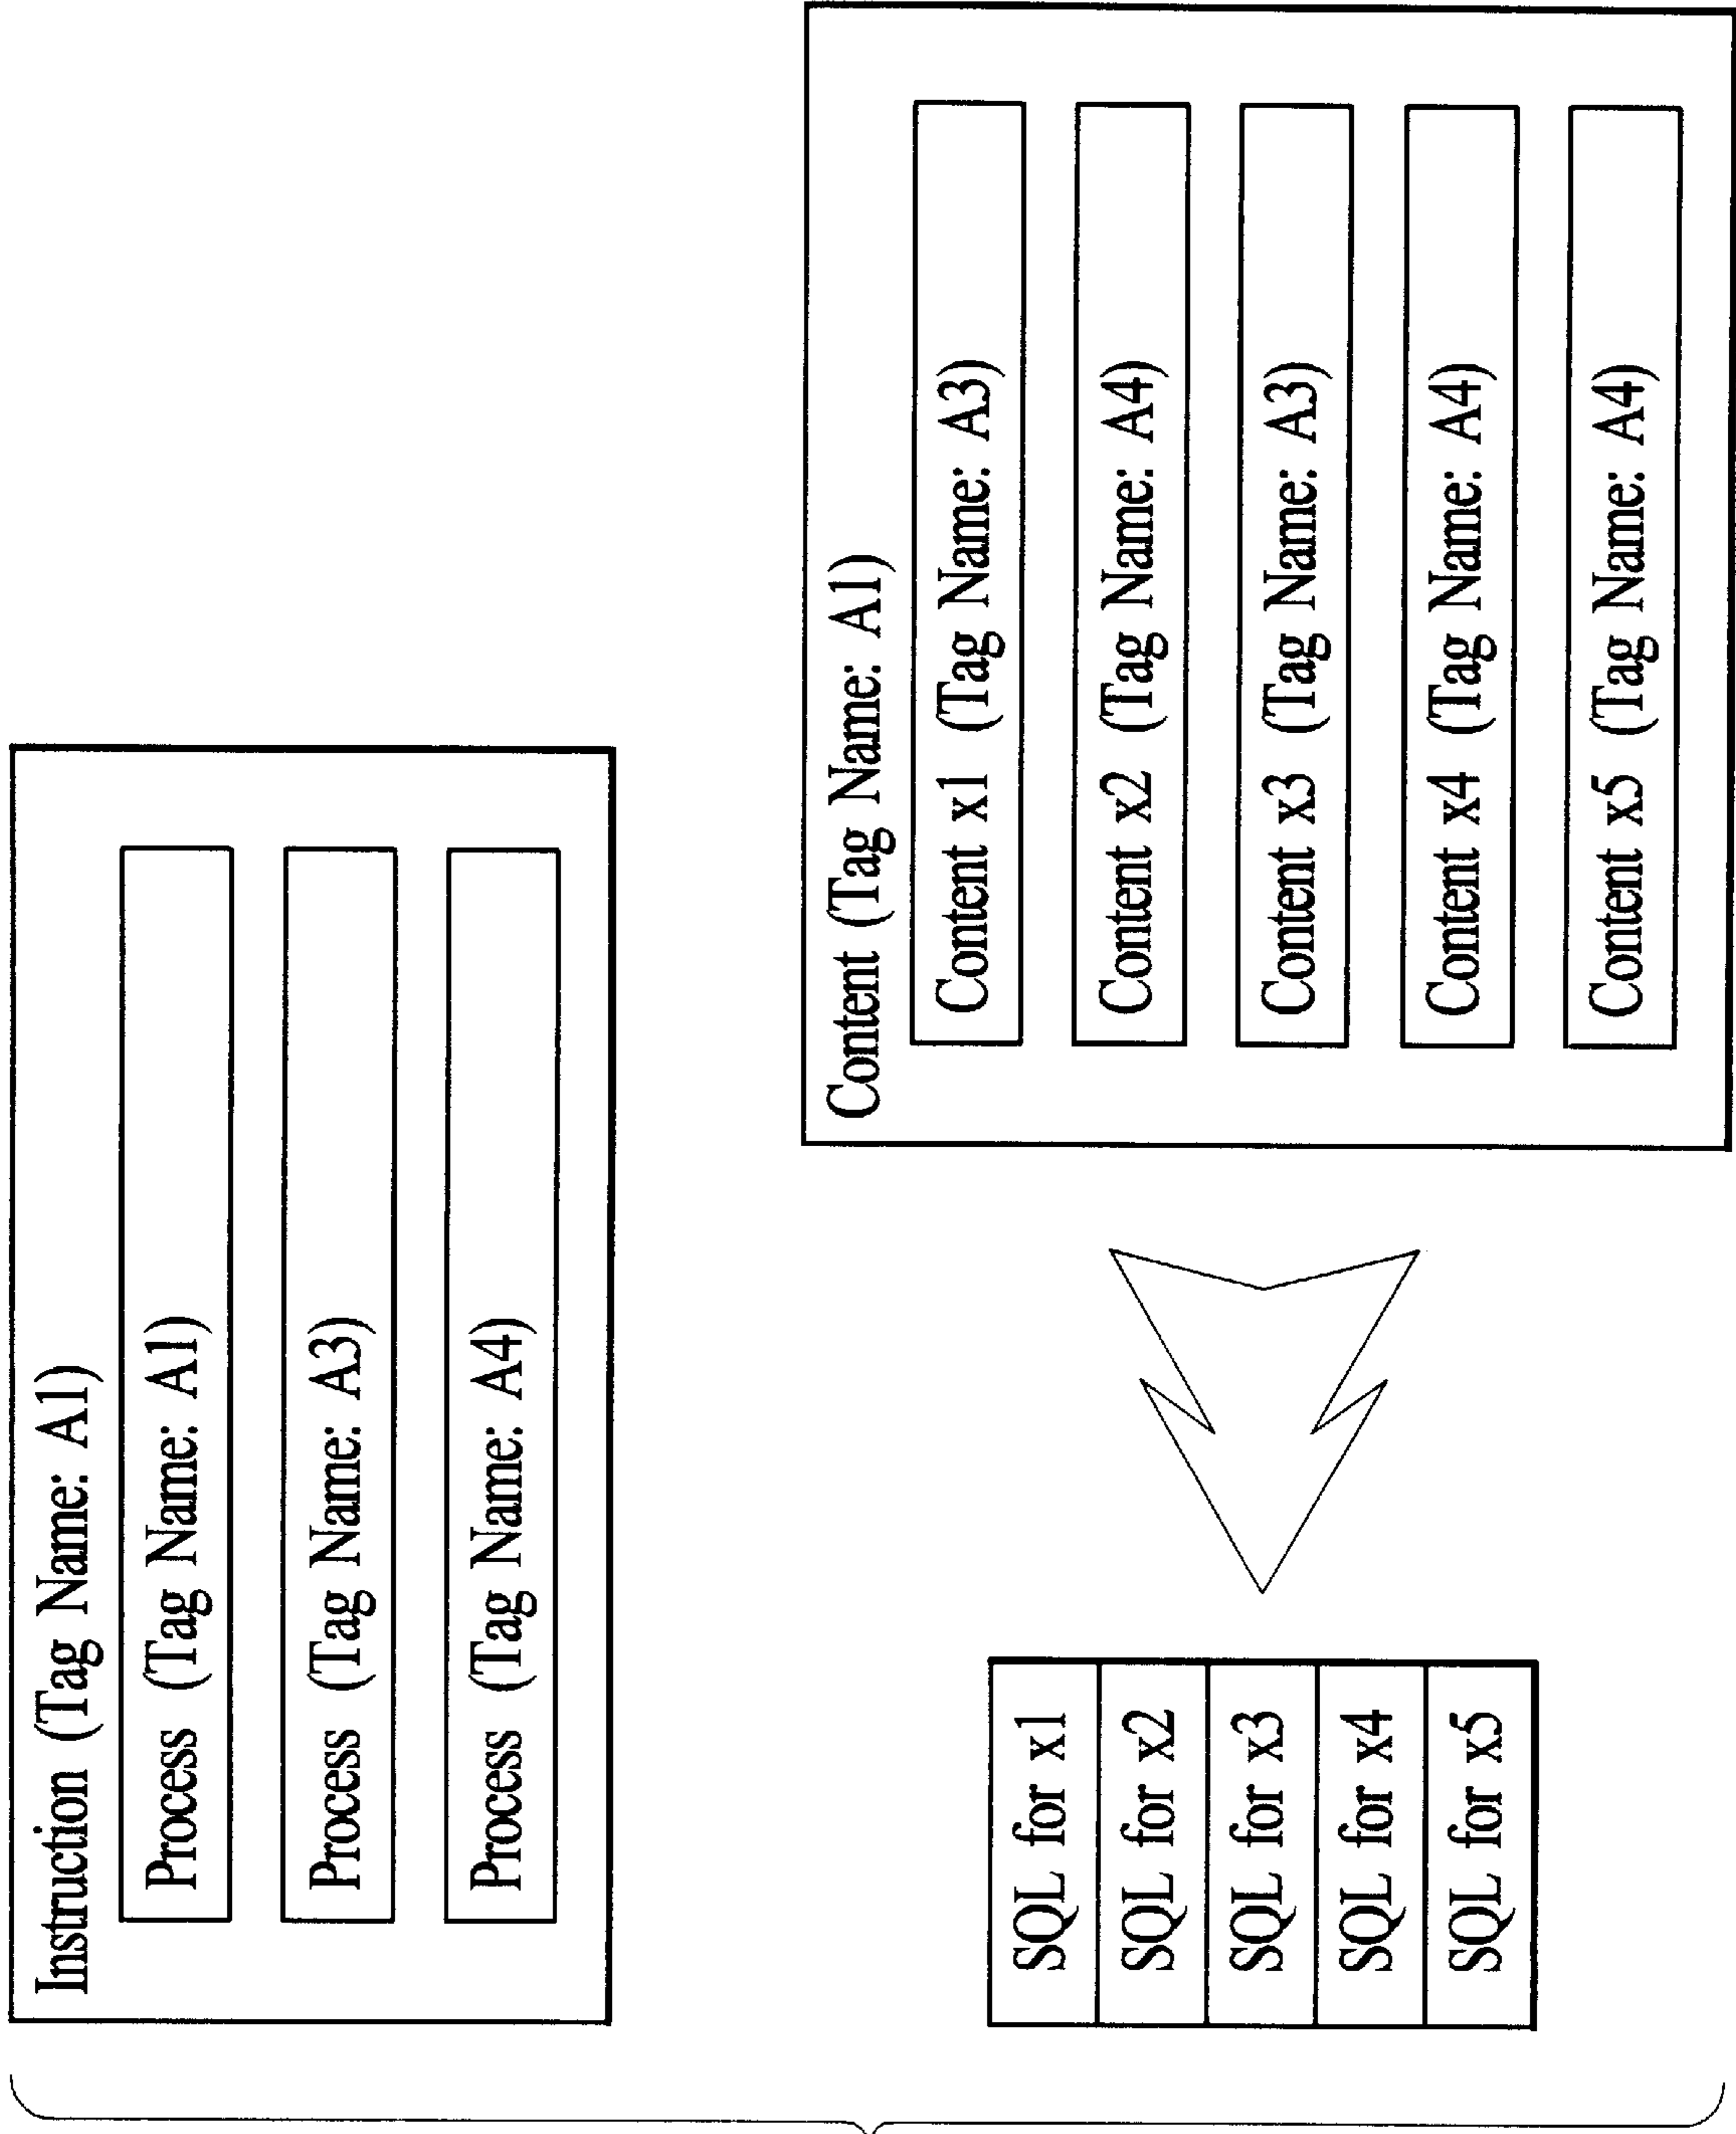 Instruction (Tag Name: A1)
Process (Tag Name: A1)
Process (Tag Name: A3)
Process (Tag Name: A4)
SQL for x1
SQL for x2
SQL for x3
SQL for x4
SQL for x5
Content (Tag Name: A1)
Content x1 (Tag Name: A3)
Content x2 (Tag Name: A4)
Content x3 (Tag Name: A3)
Content x4 (Tag Name: A4)
Content x5 (Tag Name: A4)